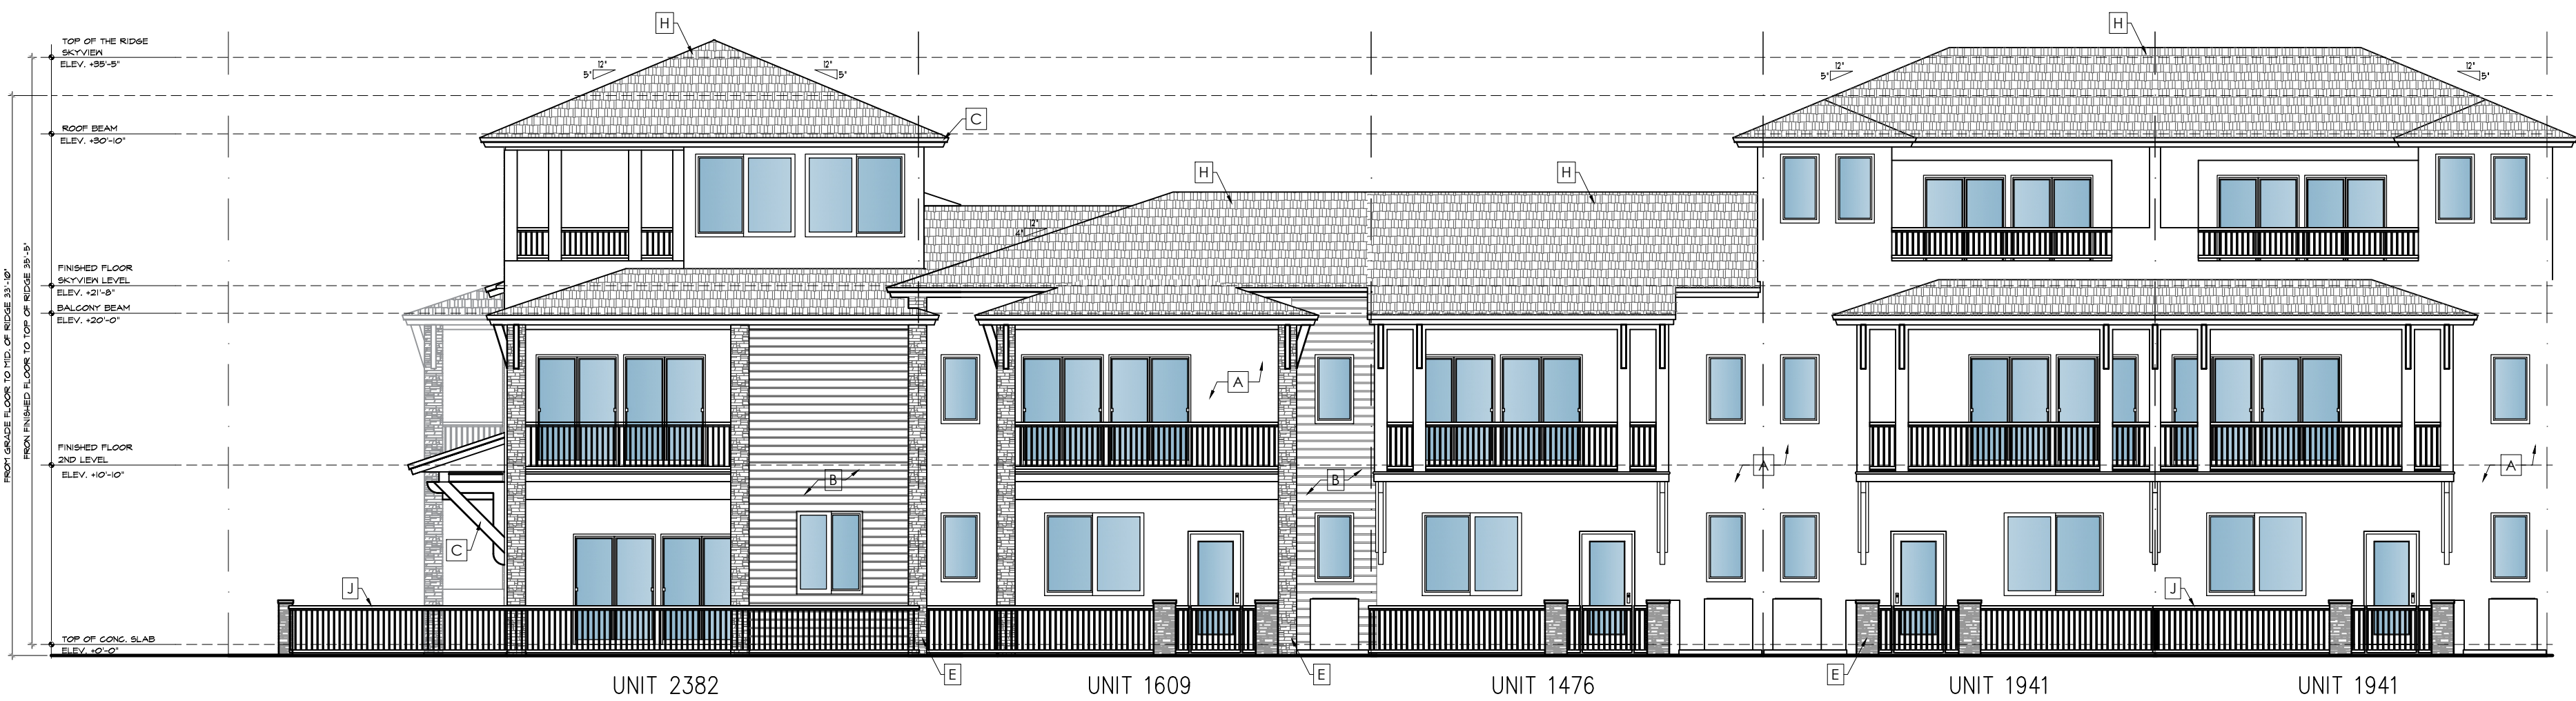 H
H
TOP OF THE RIDGE
SKYVIEW
ELEV. +35'-5"
12"
5"
12"
5"
12"
5"
12"
5"
C
ROOF BEAM
ELEV. +30'-10"
H
H
12"
4"
FROM GRADE FLOOR TO MID. OF RIDGE 33'-10"
FRON FINISHED FLOOR TO TOP OF RIDGE 35'-5"
FINISHED FLOOR
SKYVIEW LEVEL
ELEV. +21'-8"
BALCONY BEAM
ELEV. +20'-0"
A
FINISHED FLOOR
2ND LEVEL
ELEV. +10'-10"
A
A
B
B
C
J
J
TOP OF CONC. SLAB
ELEV. +0'-0"
E
E
E
UNIT 2382
UNIT 1609
UNIT 1476
UNIT 1941
UNIT 1941